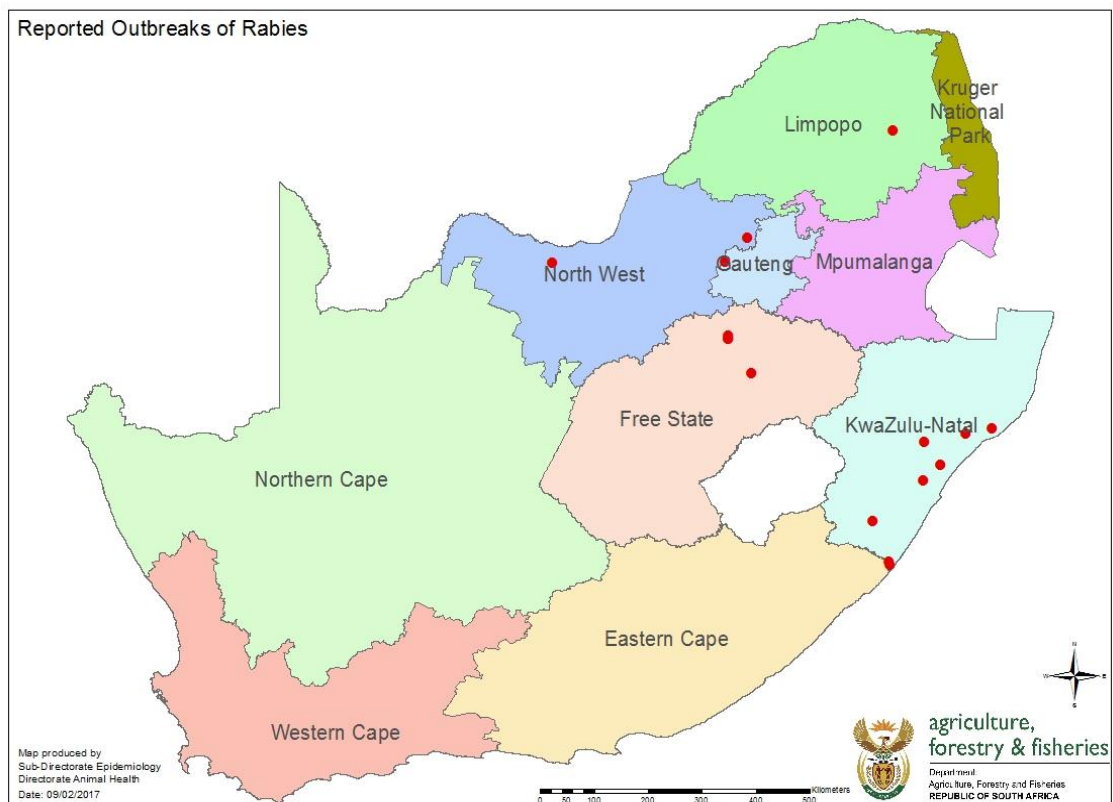 Reported Outbreaks of Rabies
Kruger
National
Park
Limpopo
North West
Gauteng
Mpumalanga
Free State
KwaZulu-Natal
Northern Cape
Eastern Cape
Western Cape
N
W
E
S
Map produced by
Sub-Directorate Epidemiology
Directorate Animal Health
Date: 09/02/2017
Kilometers
0 25 50 100 200 300 400 500
agriculture,
forestry & fisheries
Department:
Agriculture, Forestry and Fisheries
REPUBLIC OF SOUTH AFRICA